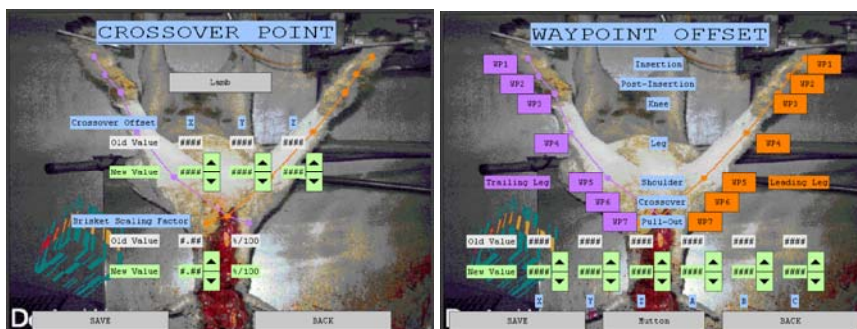 CROSSOVER POINT
Lamb
Crossover Offset X Y Z
Old Value #### #### ####
New Value #### #### ####
Brisket Scaling Factor
Old Value #.## %/100
New Value #.## %/100
SAVE BACK
WAYPOINT OFFSET
WP1 Insertion WP1
WP2 Post-Insertion WP2
WP3 Knee WP3
WP4 Leg WP4
Trailing Leg WP5 Shoulder WP5 Leading Leg
WP6 Crossover WP6
WP7 Pull-Out WP7
Old Value #### #### #### #### #### ####
New Value #### #### #### #### #### ####
X Y Z A B C
SAVE Mutton BACK